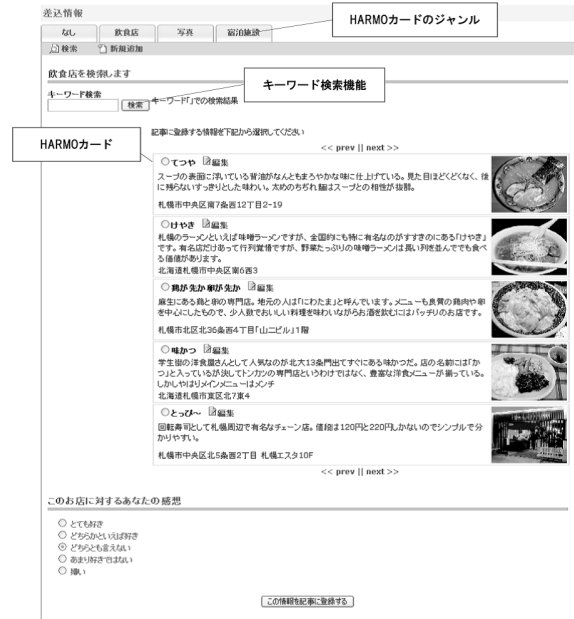 差込情報
HARMOカードのジャンル
なし 飲食店 写真 宿泊施設
検索 新規追加
飲食店を検索します
キーワード検索機能
キーワード検索
検索 キーワード「」での検索結果
HARMOカード
記事に登録する情報を下記から選択してください
<< prev || next >>
てつや 編集
スープの表面に浮いている背油がなんともまろやかな味に仕上げている。見た目ほどくどくなく、後
に残らないすっきりとした味わい。太めのちぢれ麺はスープとの相性が抜群。
札幌市中央区南7条西12丁目2-19
けやき 編集
札幌のラーメンといえば味噌ラーメンですが、全国的にも特に有名なのがすすきのにある「けやき」
です。有名店だけあって行列覚悟ですが、野菜たっぷりの味噌ラーメンは長い列を並んででも食べ
る価値があります。
北海道札幌市中央区南6西3
鶏が先か卵が先か 編集
麻生にある鶏と卵の専門店。地元の人は「にわたま」と呼んでいます。メニューも良質の鶏肉や卵
を中心にしたもので、少人数でおいしい料理を味わいながらお酒を飲むにはバッチリのお店です。
札幌市北区北36条西4丁目「山二ビル」1階
味かつ 編集
学生街の洋食屋さんとして人気なのが北大13条門出てすぐにある味かつだ。店の名前には「か
つ」と入っているが決してトンカツの専門店というわけではなく、豊富な洋食メニューが揃っている。
しかしやはりメインメニューはメンチ
北海道札幌市東区北7東4
とっぴ～ 編集
回転寿司として札幌周辺で有名なチェーン店。値段は120円と220円しかないのでシンプルで分
かりやすい。
札幌市中央区北5条西2丁目 札幌エスタ10F
<< prev || next >>
このお店に対するあなたの感想
とても好き
どちらかといえば好き
どちらとも言えない
あまり好きではない
嫌い
この情報を記事に登録する